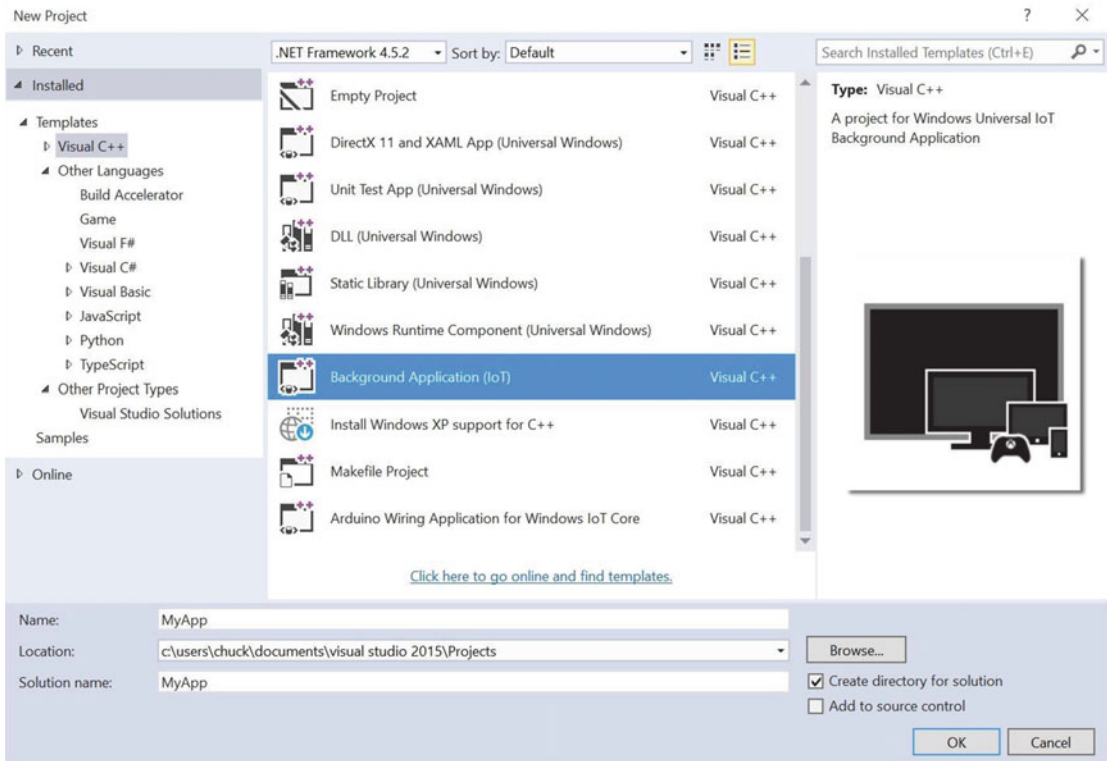 New Project
Recent
.NET Framework 4.5.2
Sort by: Default
Search Installed Templates (Ctrl+E)
Installed
Templates
Visual C++
Other Languages
Build Accelerator
Game
Visual F#
Visual C#
Visual Basic
JavaScript
Python
TypeScript
Other Project Types
Visual Studio Solutions
Samples
Online
Empty Project Visual C++
DirectX 11 and XAML App (Universal Windows) Visual C++
Unit Test App (Universal Windows) Visual C++
DLL (Universal Windows) Visual C++
Static Library (Universal Windows) Visual C++
Windows Runtime Component (Universal Windows) Visual C++
Background Application (IoT) Visual C++
Install Windows XP support for C++ Visual C++
Makefile Project Visual C++
Arduino Wiring Application for Windows IoT Core Visual C++
Click here to go online and find templates.
Type: Visual C++
A project for Windows Universal IoT
Background Application
Name: MyApp
Location: c:\users\chuck\documents\visual studio 2015\Projects
Browse...
Solution name: MyApp
Create directory for solution
Add to source control
OK Cancel